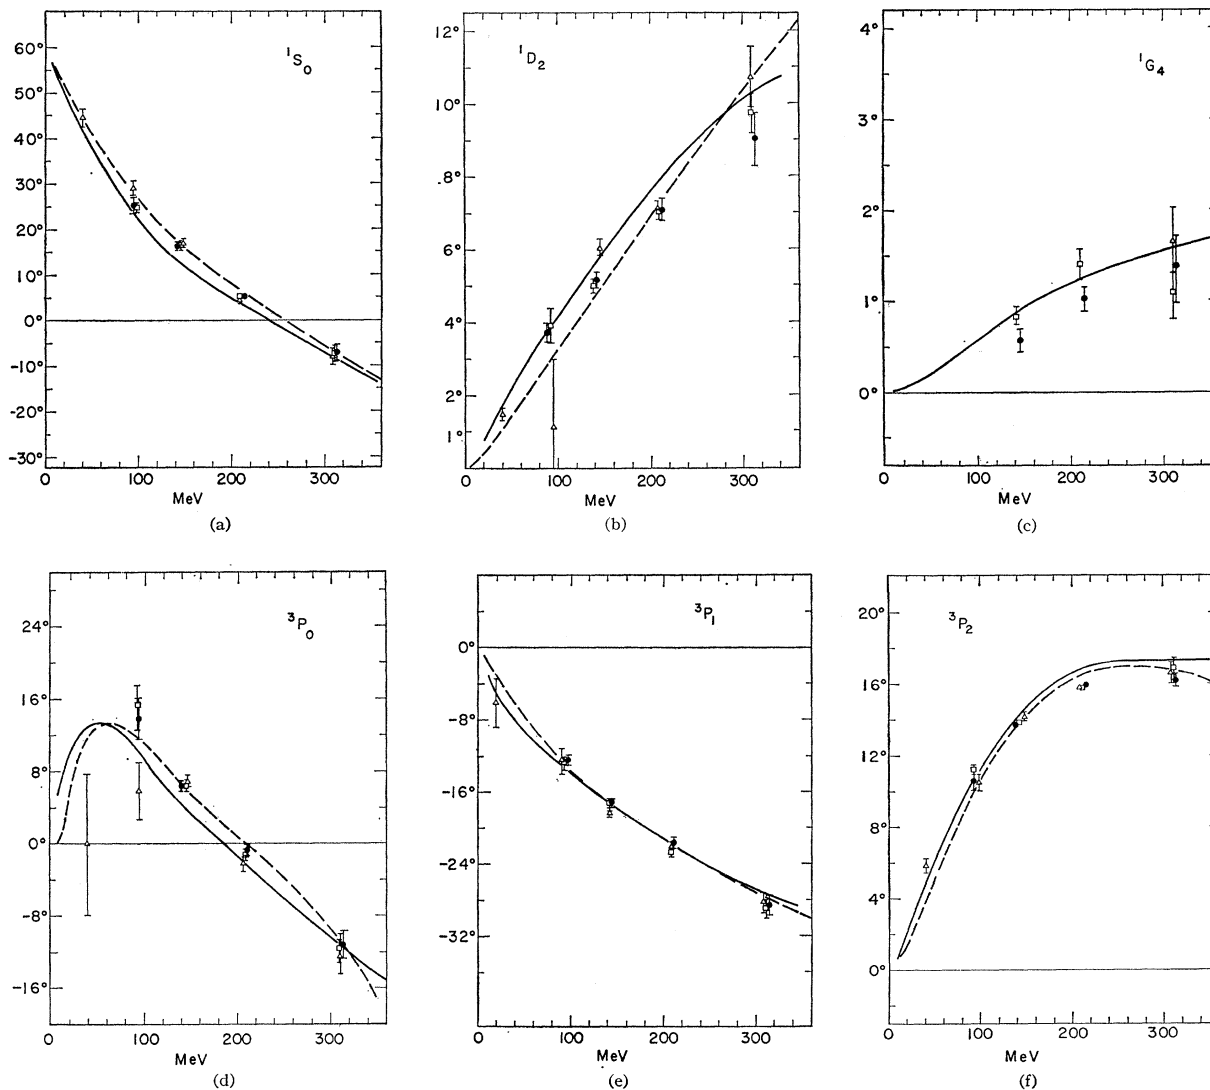 60°
50°
40°
30°
20°
10°
0°
-10°
-20°
-30°
¹S₀
0 100 200 300
MeV
(a)
12°
10°
8°
6°
4°
2°
1°
¹D₂
0 100 200 300
MeV
(b)
4°
3°
2°
1°
0°
¹G₄
0 100 200 300
MeV
(c)
24°
16°
8°
0°
-8°
-16°
³P₀
0 100 200 300
MeV
(d)
0°
-8°
-16°
-24°
-32°
³P₁
0 100 200 300
MeV
(e)
20°
16°
12°
8°
4°
0°
³P₂
0 100 200 300
MeV
(f)